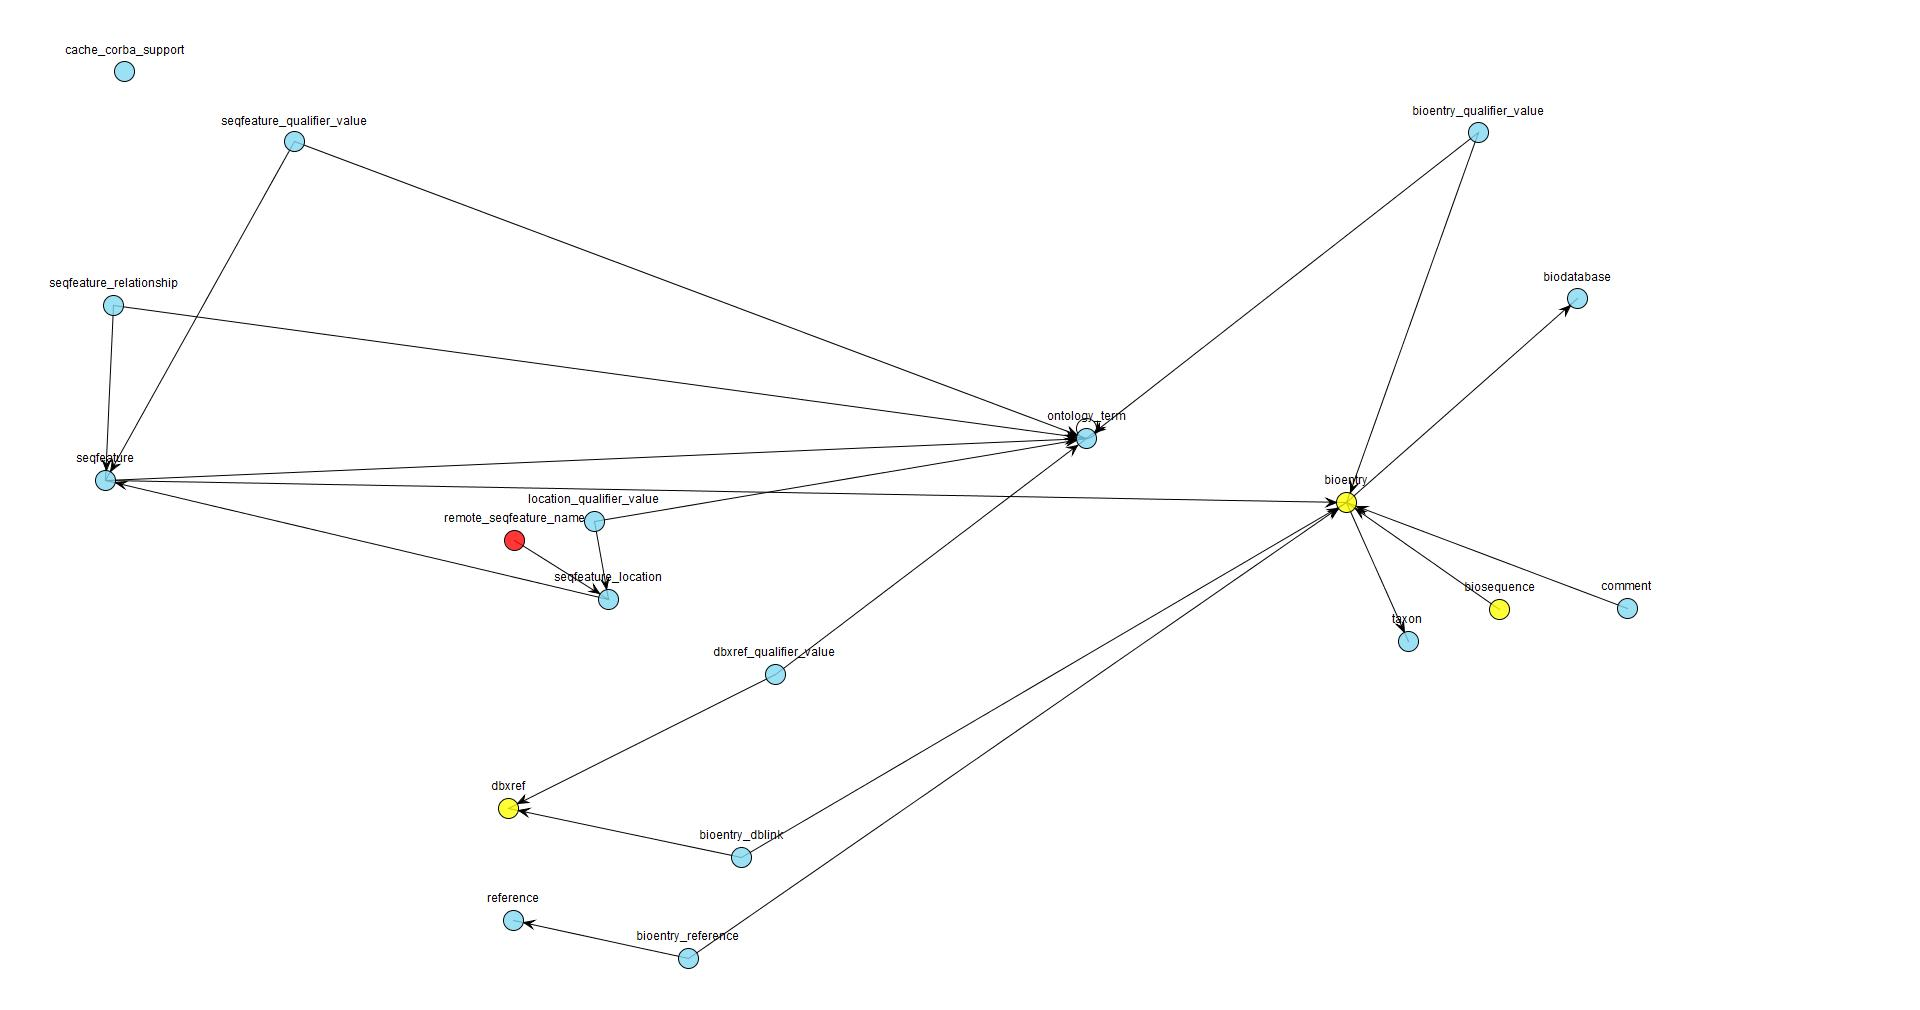 cache_corba_support
bioentry_qualifier_value
seqfeature_qualifier_value
biodatabase
seqfeature_relationship
ontology_term
seqfeature
bioentry
location_qualifier_value
remote_seqfeature_name
seqfeature_location
comment
biosequence
taxon
dbxref_qualifier_value
dbxref
bioentry_dblink
reference
bioentry_reference